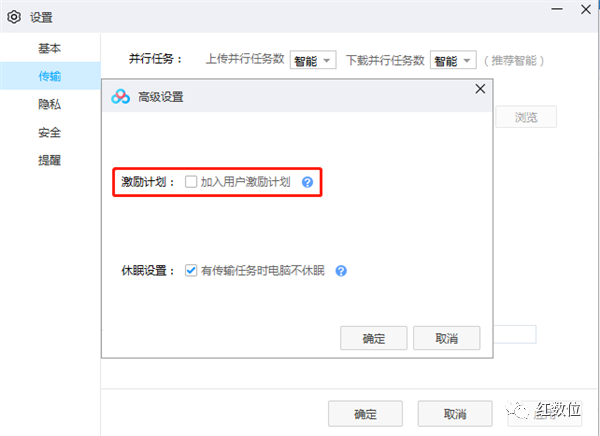 设置
基本
传输
隐私
安全
提醒
并行任务： 上传并行任务数 智能 下载并行任务数 智能 （推荐智能）
浏览
高级设置
激励计划： 加入用户激励计划 ?
休眠设置： 有传输任务时电脑不休眠 ?
确定 取消
确定 取消
红数位